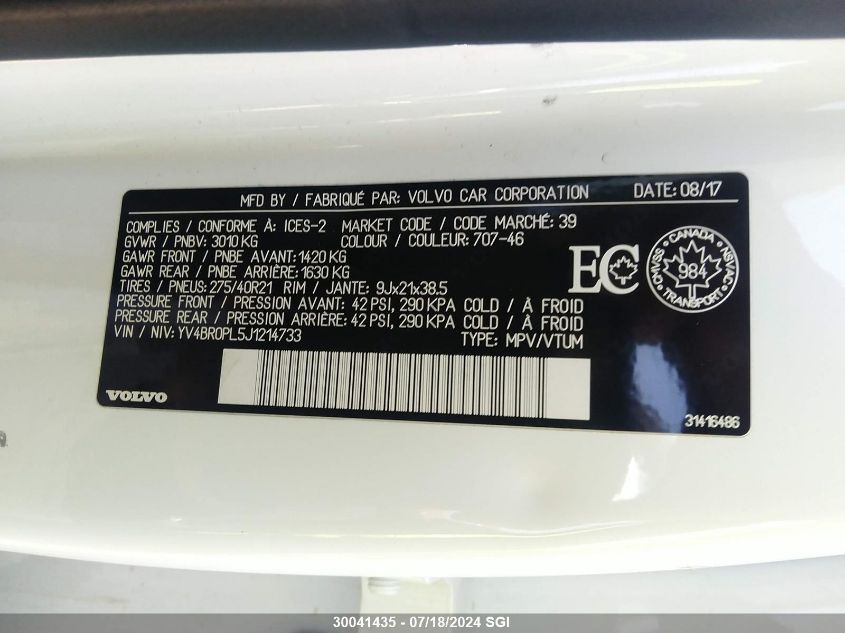 MFD BY / FABRIQUÉ PAR: VOLVO CAR CORPORATION DATE: 08/17
COMPLIES / CONFORME À: ICES-2 MARKET CODE / CODE MARCHÉ: 39
GVWR / PNBV: 3010 KG COLOUR / COULEUR: 707-46
GAWR FRONT / PNBE AVANT: 1420 KG
GAWR REAR / PNBE ARRIÈRE: 1630 KG
TIRES / PNEUS: 275/40R21 RIM / JANTE: 9Jx21x38.5
PRESSURE FRONT / PRESSION AVANT: 42 PSI, 290 KPA COLD / À FROID
PRESSURE REAR / PRESSION ARRIÈRE: 42 PSI, 290 KPA COLD / À FROID
VIN / NIV: YV4BR0PL5J1214733 TYPE: MPV/VTUM
EC
CANADA
CMVSS 984 NSVAC
TRANSPORT
VOLVO
31416486
30041435 - 07/18/2024 SGI